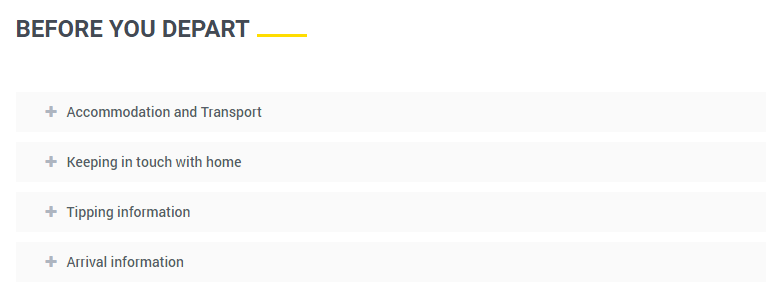 BEFORE YOU DEPART
Accommodation and Transport
Keeping in touch with home
Tipping information
Arrival information